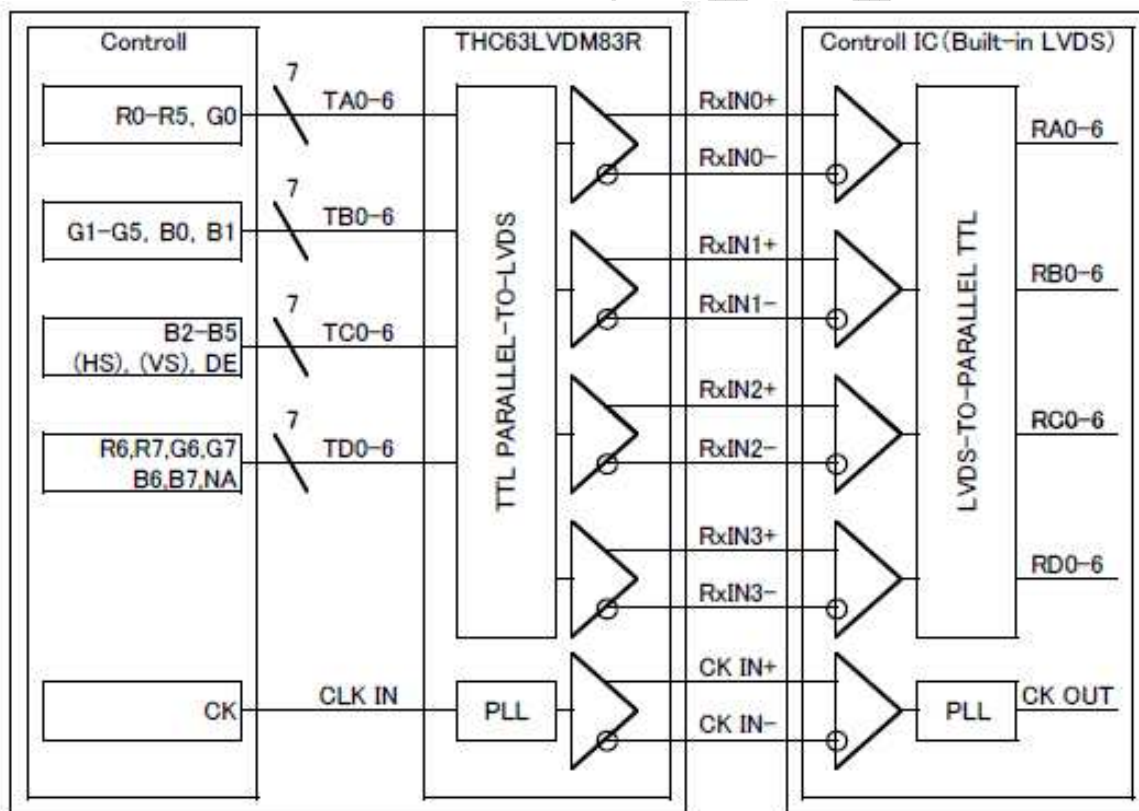 Controll
THC63LVDM83R
Controll IC(Built-in LVDS)
R0-R5, G0
7
TA0-6
RxIN0+
RxIN0-
RA0-6
G1-G5, B0, B1
7
TB0-6
RxIN1+
RxIN1-
RB0-6
B2-B5
(HS), (VS), DE
7
TC0-6
RxIN2+
RxIN2-
RC0-6
R6,R7,G6,G7
B6,B7,NA
7
TD0-6
RxIN3+
RxIN3-
RD0-6
TTL PARALLEL-TO-LVDS
LVDS-TO-PARALLEL TTL
CK
CLK IN
PLL
CK IN+
CK IN-
PLL
CK OUT